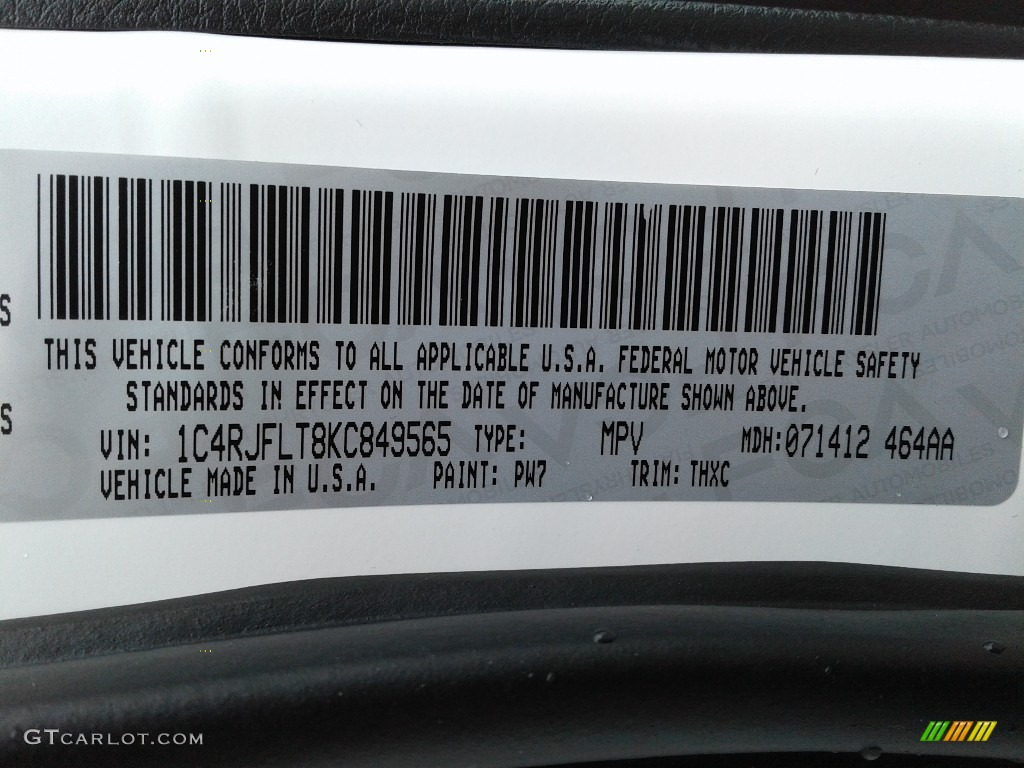 S
THIS VEHICLE CONFORMS TO ALL APPLICABLE U.S.A. FEDERAL MOTOR VEHICLE SAFETY
STANDARDS IN EFFECT ON THE DATE OF MANUFACTURE SHOWN ABOVE.
S
VIN: 1C4RJFLT8KC849565 TYPE: MPV MDH:071412 464AA
VEHICLE MADE IN U.S.A. PAINT: PW7 TRIM: THXC
GTCARLOT.COM